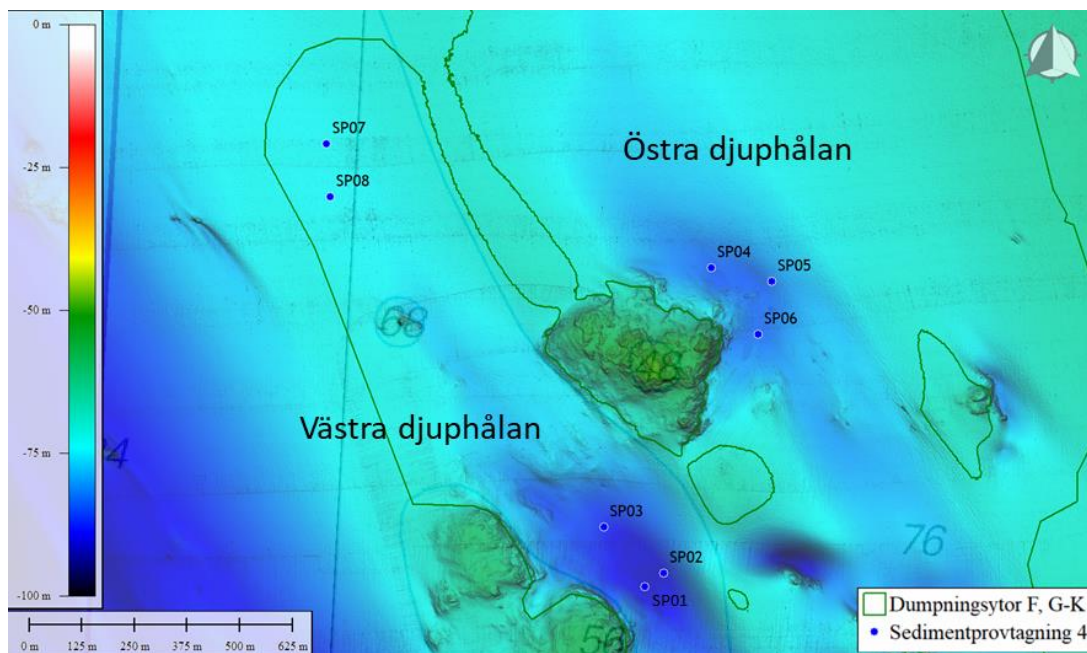 0 m
-25 m
-50 m
-75 m
-100 m
SP07
SP08
Östra djuphålan
SP04
SP05
SP06
68
48
Västra djuphålan
SP03
SP02
SP01
76
56
0 m 125 m 250 m 375 m 500 m 625 m
Dumpningsytor F, G-K
Sedimentprovtagning 4